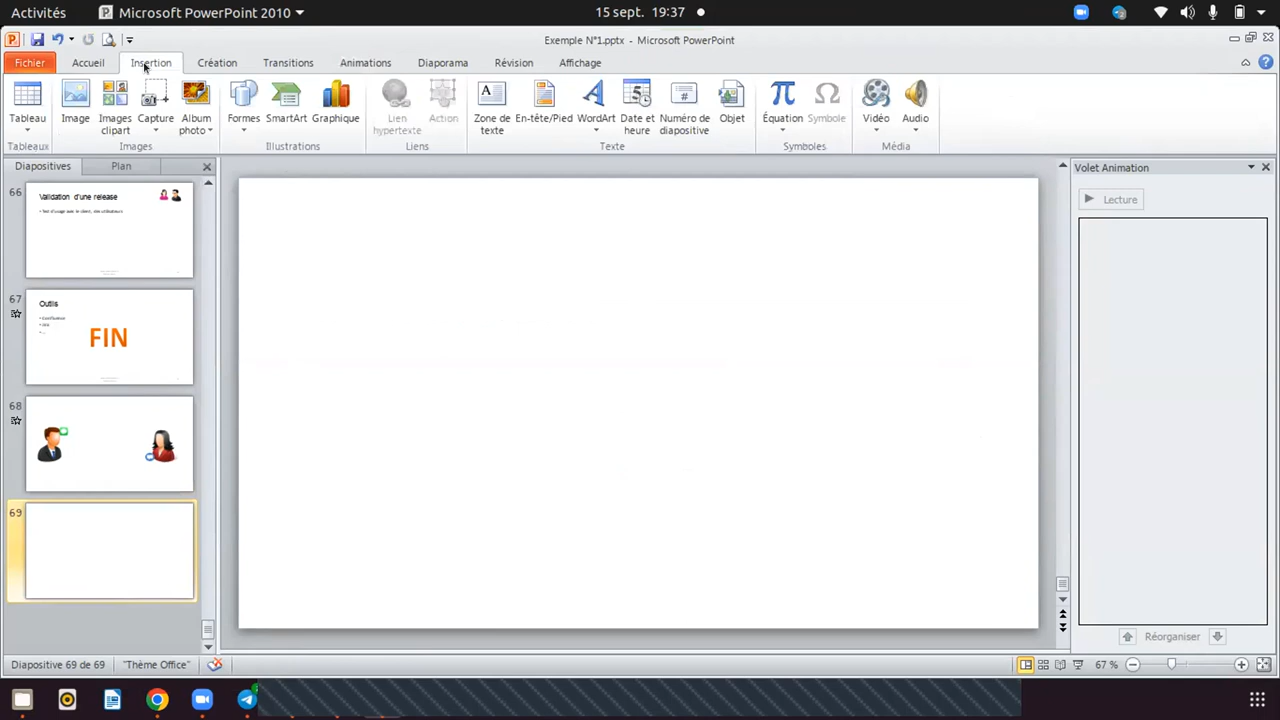 Activités
Microsoft PowerPoint 2010
15 sept. 19:37
Exemple N°1.pptx - Microsoft PowerPoint
Fichier Accueil Insertion Création Transitions Animations Diaporama Révision Affichage
Tableau Image Images clipart Capture Album photo Formes SmartArt Graphique Lien hypertexte Action Zone de texte En-tête/Pied WordArt Date et heure Numéro de diapositive Objet Équation Symbole Vidéo Audio
Tableaux Images Illustrations Liens Texte Symboles Média
Diapositives Plan
Volet Animation
Lecture
66
Validation d'une release
67
Outils
FIN
68
69
Réorganiser
Diapositive 69 de 69
"Thème Office"
67 %